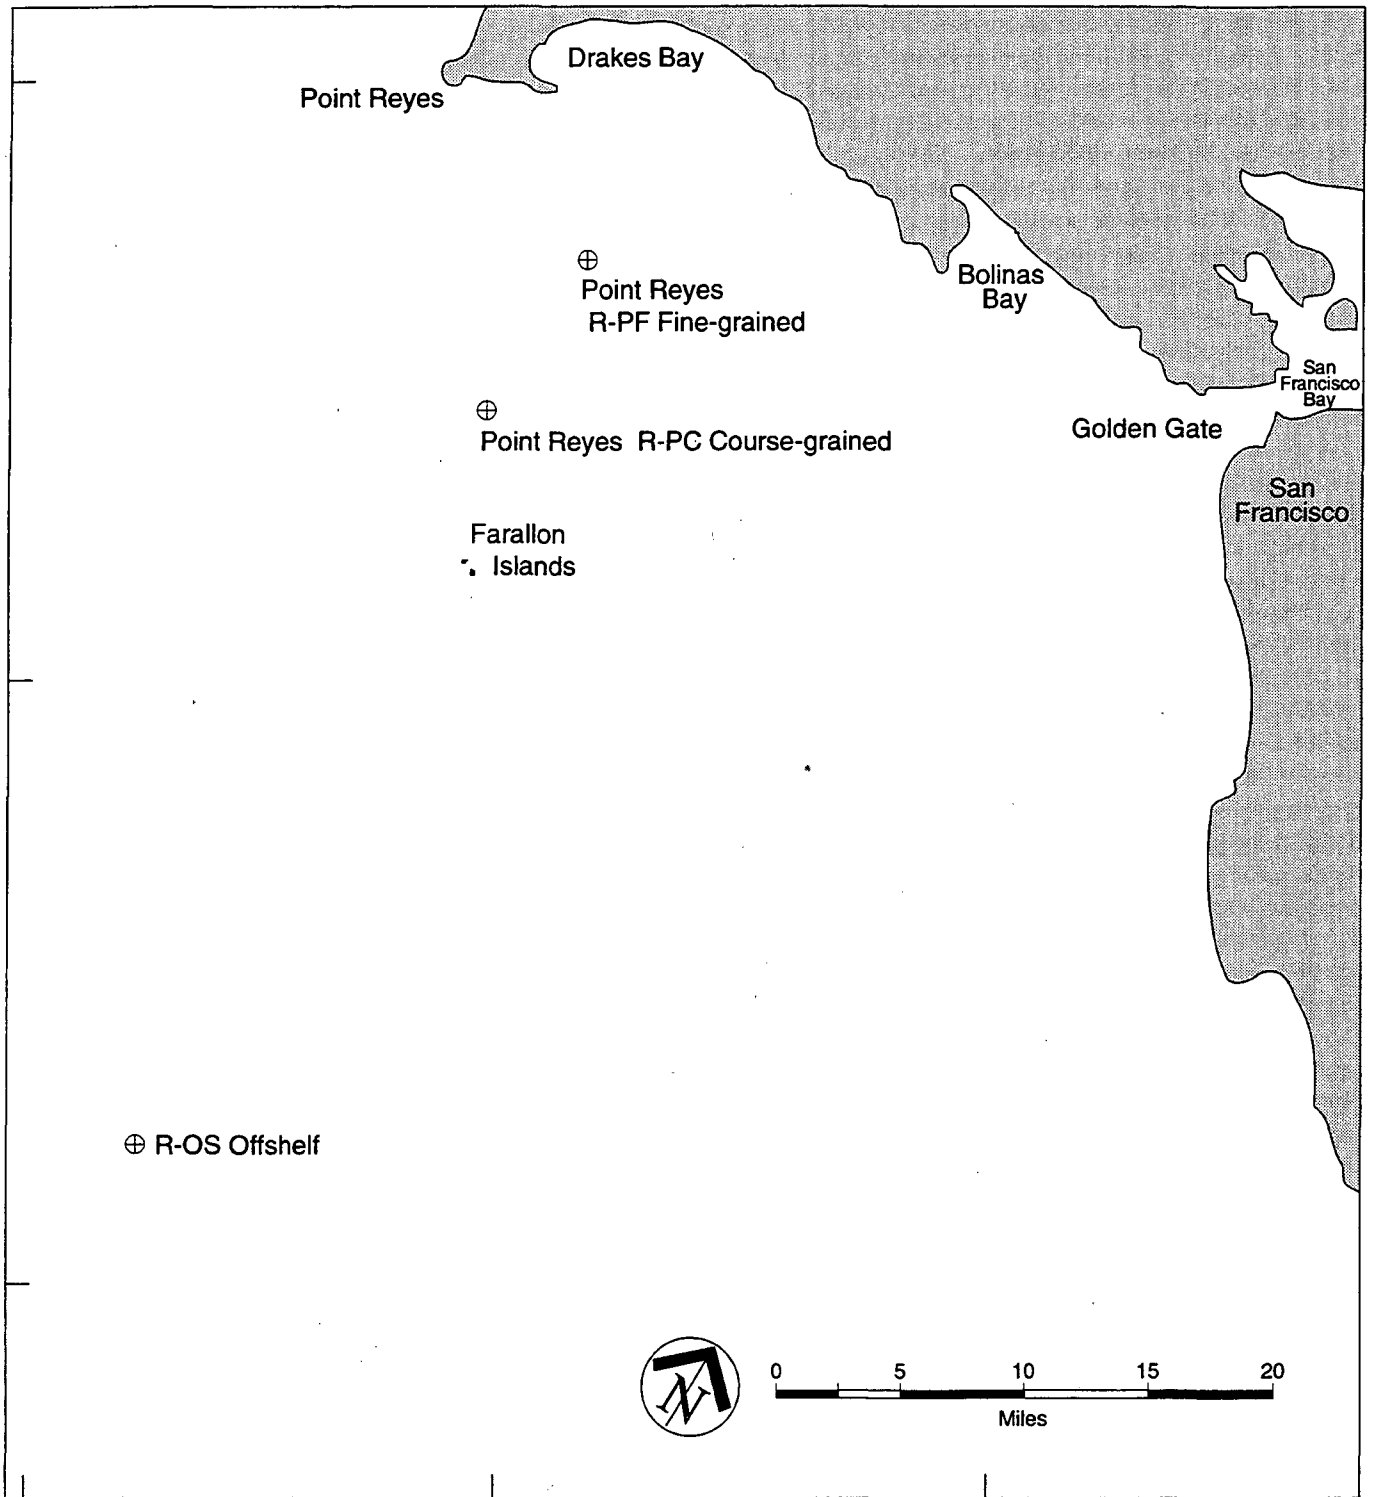 Drakes Bay
Point Reyes
Bolinas
Bay
Point Reyes
R-PF Fine-grained
San
Francisco
Bay
Golden Gate
Point Reyes R-PC Course-grained
San
Francisco
Farallon
Islands
R-OS Offshelf
N
0 5 10 15 20
Miles